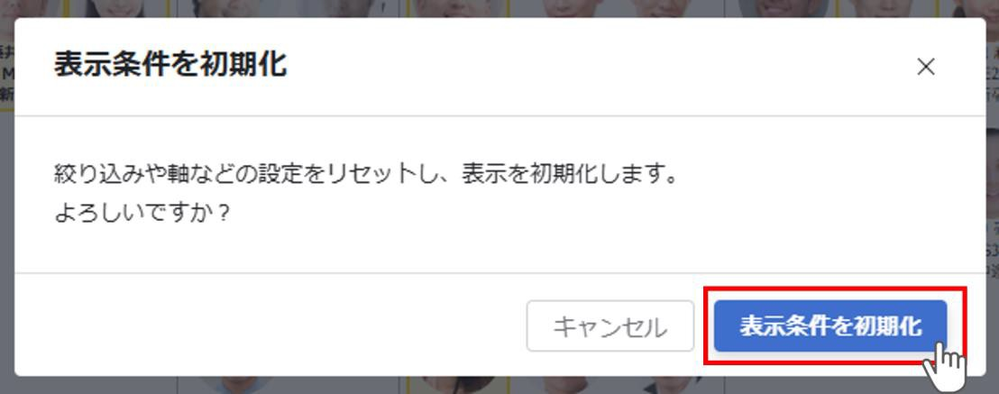 表示条件を初期化
絞り込みや軸などの設定をリセットし、表示を初期化します。
よろしいですか？
キャンセル
表示条件を初期化